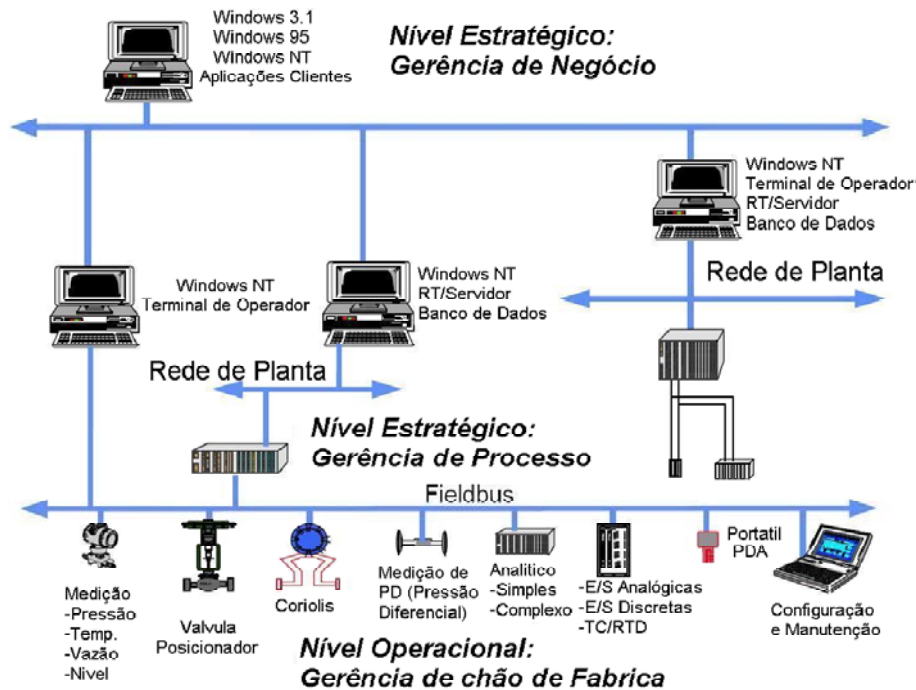 Windows 3.1
Windows 95
Windows NT
Aplicações Clientes
Nível Estratégico:
Gerência de Negócio
Windows NT
Terminal de Operador
RT/Servidor
Banco de Dados
Windows NT
Terminal de Operador
Windows NT
RT/Servidor
Banco de Dados
Rede de Planta
Rede de Planta
Nível Estratégico:
Gerência de Processo
Fieldbus
Medição
-Pressão
-Temp.
-Vazão
-Nivel
Valvula
Posicionador
Coriolis
Medição de
PD (Pressão
Diferencial)
Analitico
-Simples
-Complexo
-E/S Analógicas
-E/S Discretas
-TC/RTD
Portatil
PDA
Configuração
e Manutenção
Nível Operacional:
Gerência de chão de Fabrica